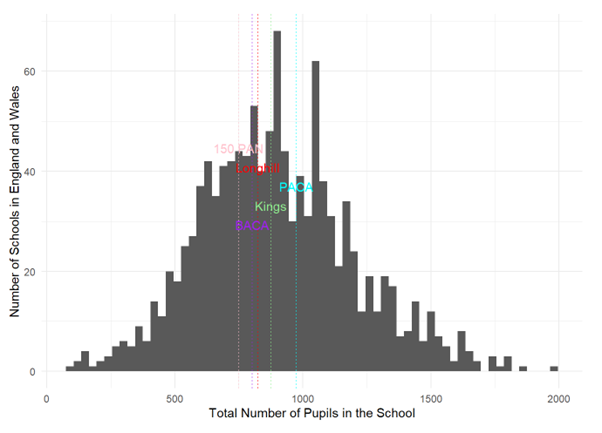 Number of Schools in England and Wales
60
40
20
0
150 PAN
Longhill
PACA
Kings
BACA
0
500
1000
1500
2000
Total Number of Pupils in the School